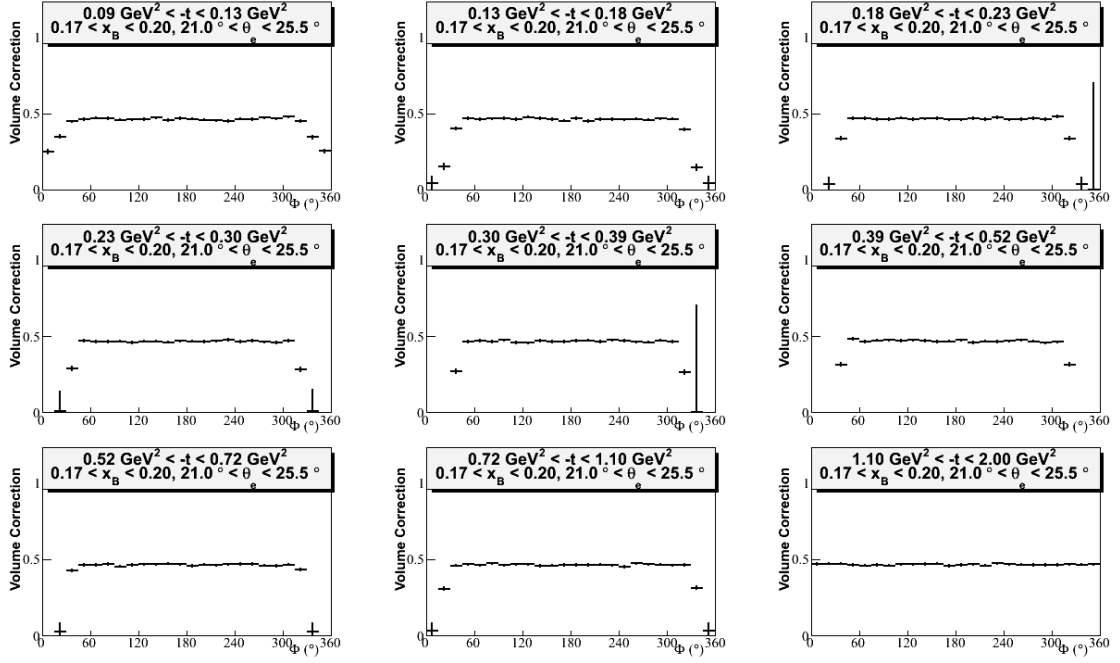 0.09 GeV² < -t < 0.13 GeV²
0.17 < x_B < 0.20, 21.0 ° < θ_e < 25.5 °
Volume Correction
1
0.5
0
0 60 120 180 240 300 360
Φ (°)
0.13 GeV² < -t < 0.18 GeV²
0.17 < x_B < 0.20, 21.0 ° < θ_e < 25.5 °
Volume Correction
1
0.5
0
0 60 120 180 240 300 360
Φ (°)
0.18 GeV² < -t < 0.23 GeV²
0.17 < x_B < 0.20, 21.0 ° < θ_e < 25.5 °
Volume Correction
1
0.5
0
0 60 120 180 240 300 360
Φ (°)
0.23 GeV² < -t < 0.30 GeV²
0.17 < x_B < 0.20, 21.0 ° < θ_e < 25.5 °
Volume Correction
1
0.5
0
0 60 120 180 240 300 360
Φ (°)
0.30 GeV² < -t < 0.39 GeV²
0.17 < x_B < 0.20, 21.0 ° < θ_e < 25.5 °
Volume Correction
1
0.5
0
0 60 120 180 240 300 360
Φ (°)
0.39 GeV² < -t < 0.52 GeV²
0.17 < x_B < 0.20, 21.0 ° < θ_e < 25.5 °
Volume Correction
1
0.5
0
0 60 120 180 240 300 360
Φ (°)
0.52 GeV² < -t < 0.72 GeV²
0.17 < x_B < 0.20, 21.0 ° < θ_e < 25.5 °
Volume Correction
1
0.5
0
0 60 120 180 240 300 360
Φ (°)
0.72 GeV² < -t < 1.10 GeV²
0.17 < x_B < 0.20, 21.0 ° < θ_e < 25.5 °
Volume Correction
1
0.5
0
0 60 120 180 240 300 360
Φ (°)
1.10 GeV² < -t < 2.00 GeV²
0.17 < x_B < 0.20, 21.0 ° < θ_e < 25.5 °
Volume Correction
1
0.5
0
0 60 120 180 240 300 360
Φ (°)